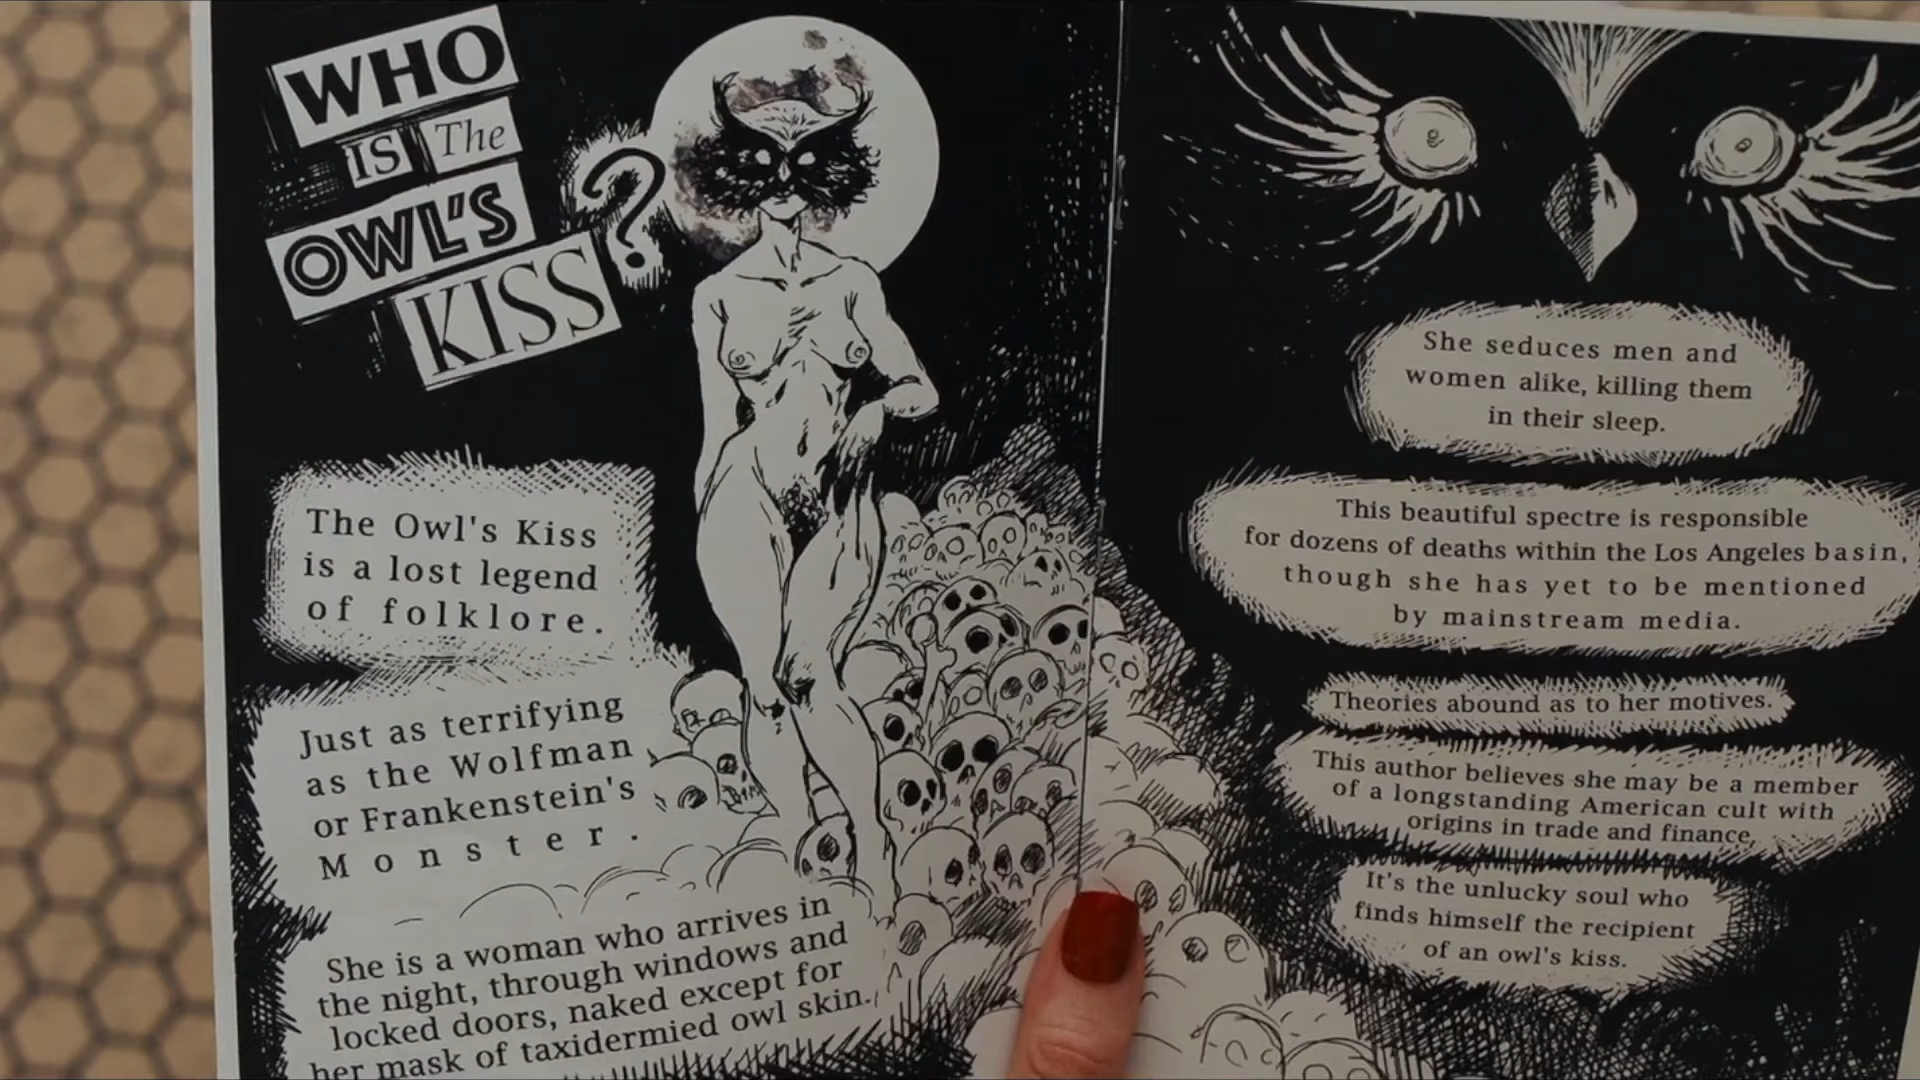 WHO
IS The
OWL'S
KISS ?
The Owl's Kiss
is a lost legend
of folklore.
Just as terrifying
as the Wolfman
or Frankenstein's
Monster.
She is a woman who arrives in
the night, through windows and
locked doors, naked except for
her mask of taxidermied owl skin.
She seduces men and
women alike, killing them
in their sleep.
This beautiful spectre is responsible
for dozens of deaths within the Los Angeles basin,
though she has yet to be mentioned
by mainstream media.
Theories abound as to her motives.
This author believes she may be a member
of a longstanding American cult with
origins in trade and finance.
It's the unlucky soul who
finds himself the recipient
of an owl's kiss.